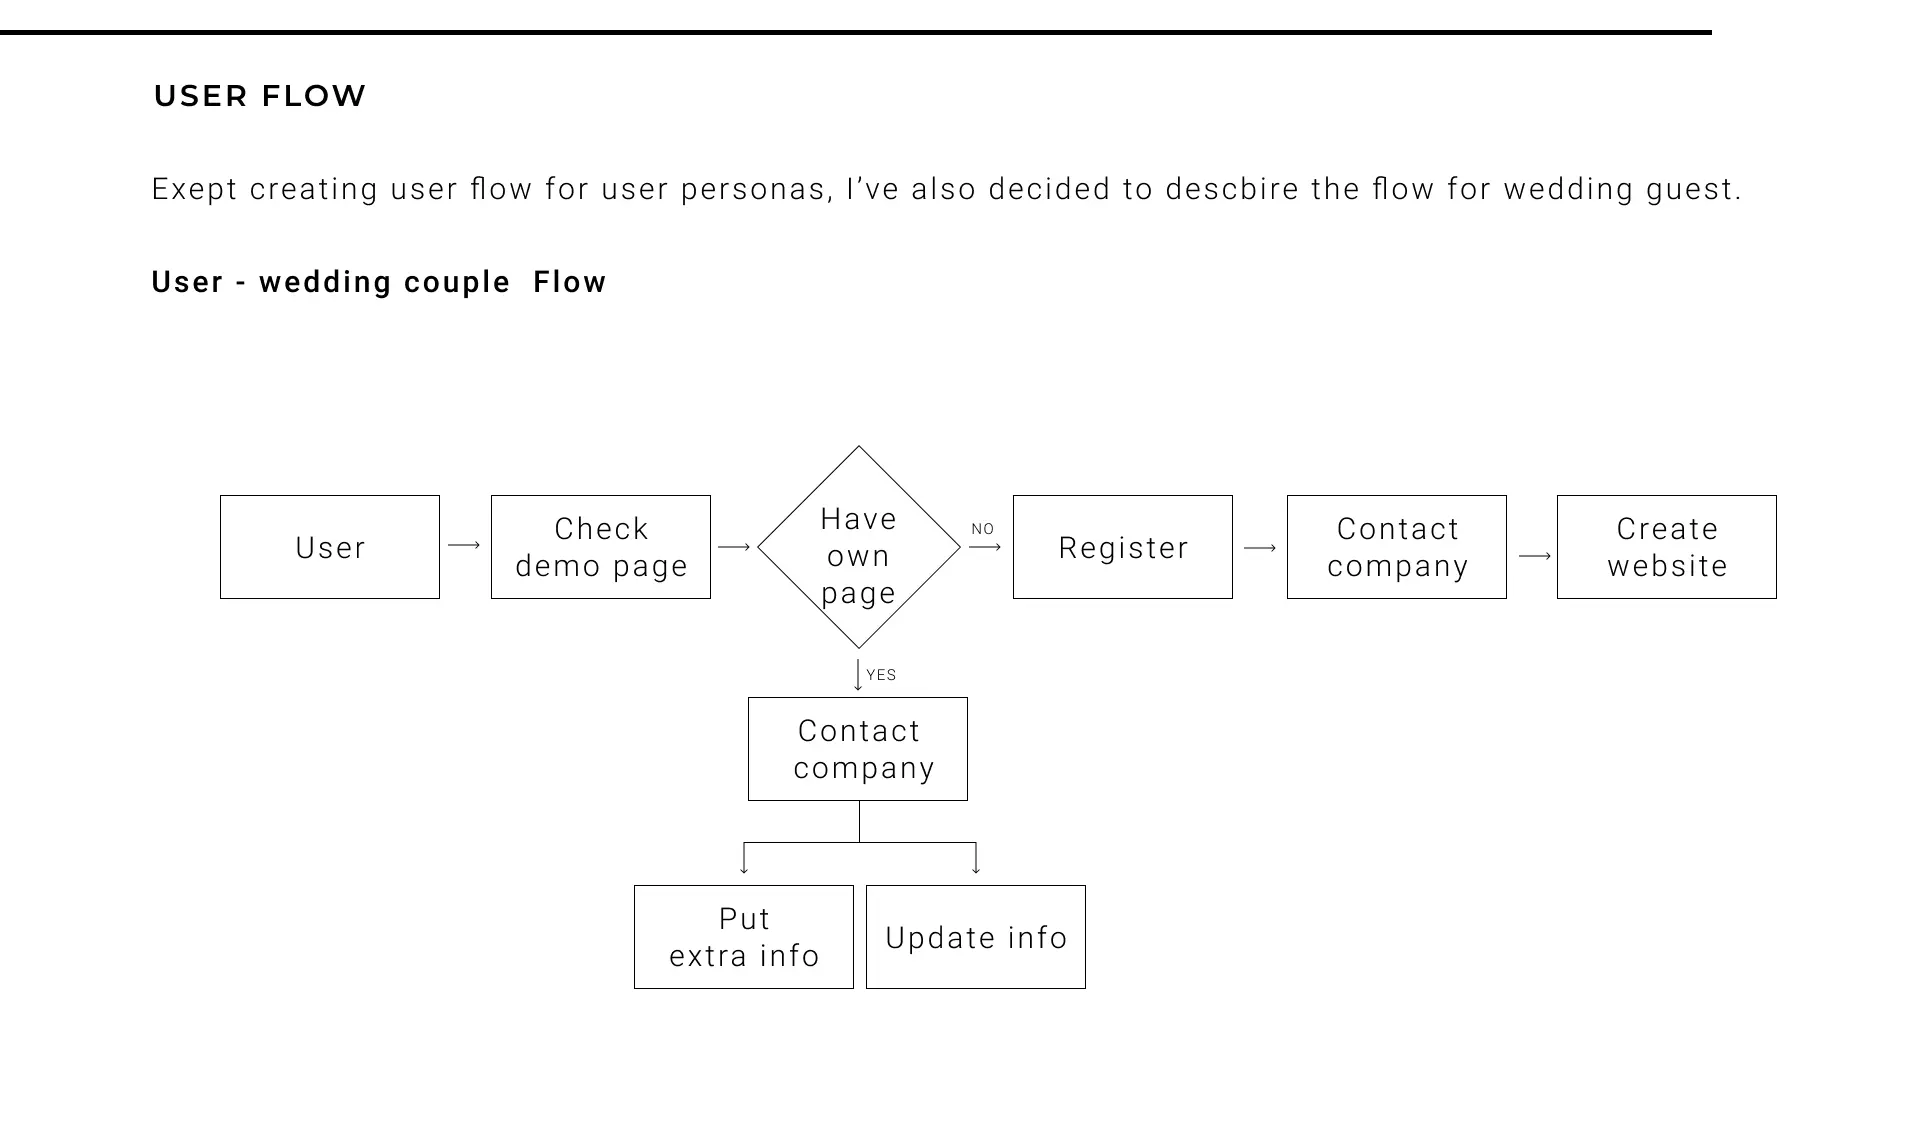 USER FLOW
Exept creating user flow for user personas, I’ve also decided to descbire the flow for wedding guest.
User - wedding couple  Flow
User
Check
demo page
Have
own
page
NO
Register
Contact
company
Create
website
YES
Contact
company
Put
extra info
Update info